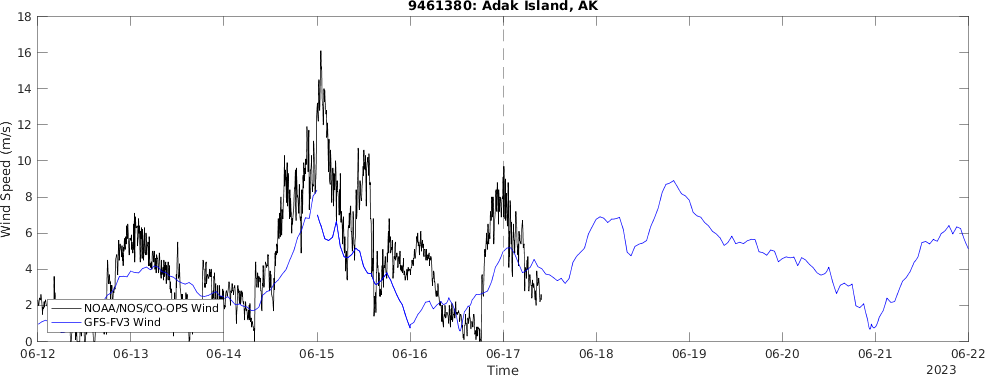 9461380: Adak Island, AK
Wind Speed (m/s)
18
16
14
12
10
8
6
4
2
0
NOAA/NOS/CO-OPS Wind
GFS-FV3 Wind
06-12 06-13 06-14 06-15 06-16 06-17 06-18 06-19 06-20 06-21 06-22
Time
2023